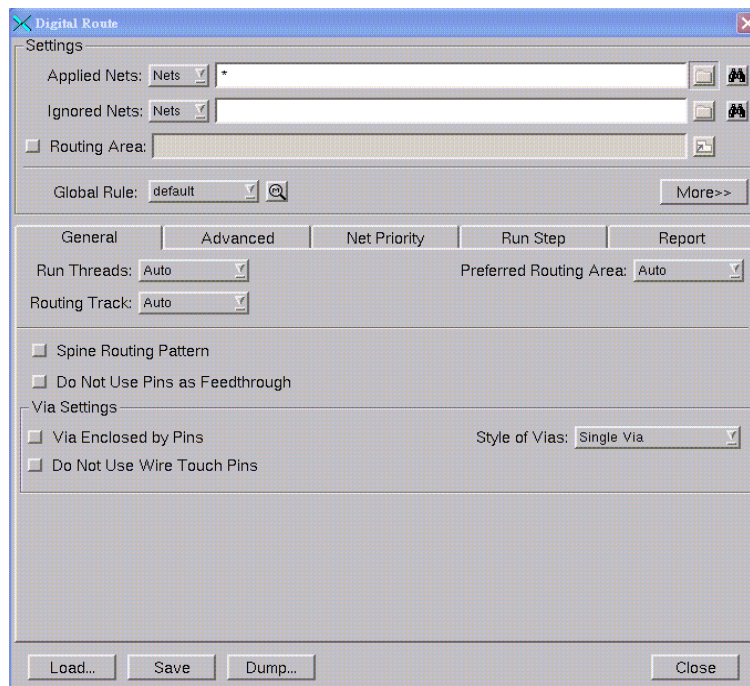 Digital Route
Settings
Applied Nets: Nets *
Ignored Nets: Nets
Routing Area:
Global Rule: default More>>
General Advanced Net Priority Run Step Report
Run Threads: Auto Preferred Routing Area: Auto
Routing Track: Auto
Spine Routing Pattern
Do Not Use Pins as Feedthrough
Via Settings
Via Enclosed by Pins Style of Vias: Single Via
Do Not Use Wire Touch Pins
Load... Save Dump... Close